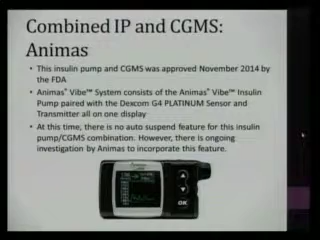 Combined IP and CGMS:
Animas
• This insulin pump and CGMS was approved November 2014 by
the FDA
• Animas® Vibe™ System consists of the Animas® Vibe™ Insulin
Pump paired with the Dexcom G4 PLATINUM Sensor and
Transmitter all on one display
• At this time, there is no auto suspend feature for this insulin
pump/CGMS combination. However, there is ongoing
investigation by Animas to incorporate this feature.
OK